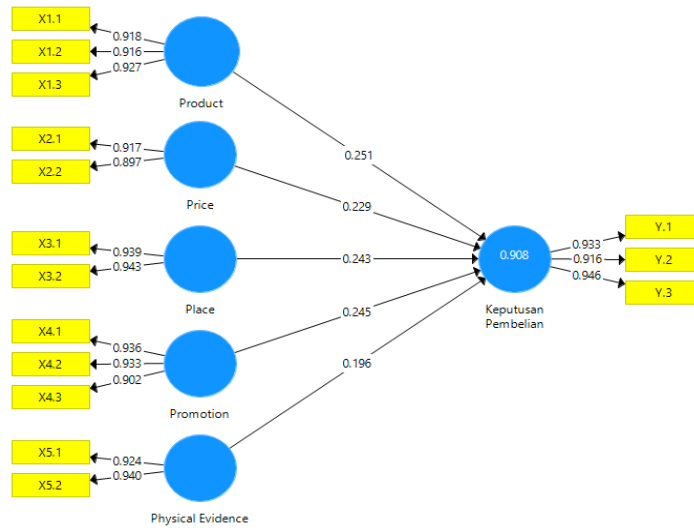 X1.1
X1.2
X1.3
0.918
0.916
0.927
Product
X2.1
X2.2
0.917
0.897
Price
X3.1
X3.2
0.939
0.943
Place
X4.1
X4.2
X4.3
0.936
0.933
0.902
Promotion
X5.1
X5.2
0.924
0.940
Physical Evidence
0.251
0.229
0.243
0.245
0.196
0.908
Keputusan
Pembelian
0.933
0.916
0.946
Y.1
Y.2
Y.3